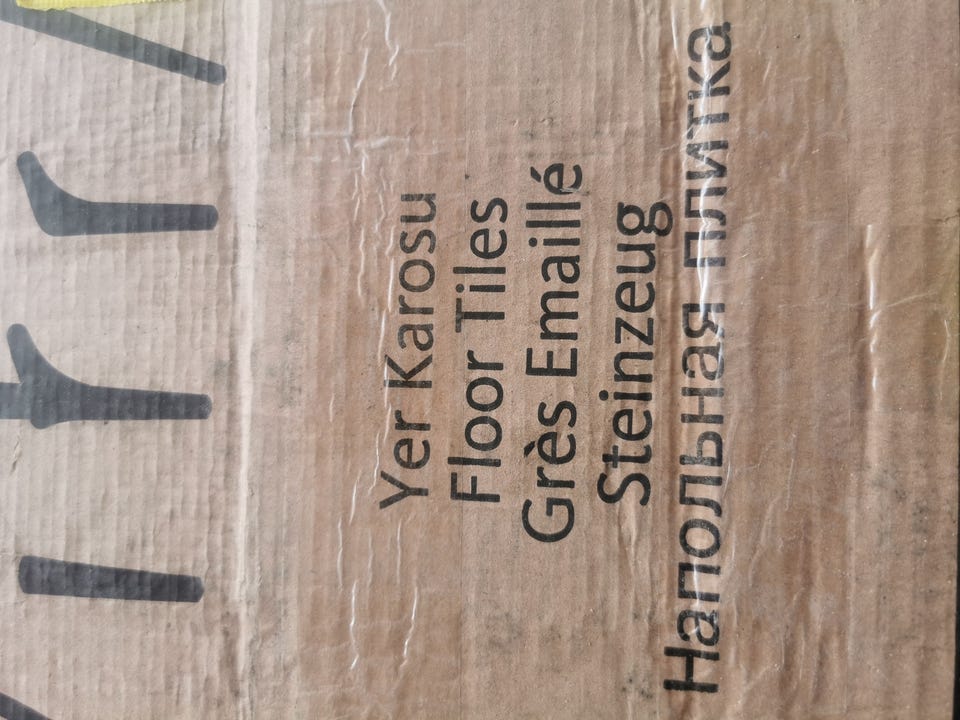 Yer Karosu
Floor Tiles
Grès Emaillé
Steinzeug
Напольная плитка